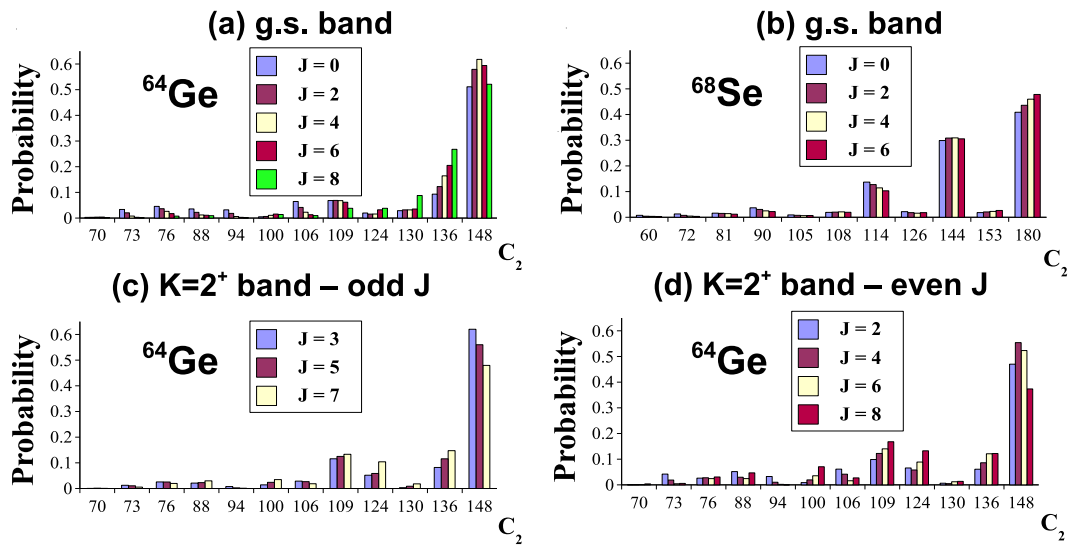 (a) g.s. band
Probability
0.6
0.5
0.4
0.3
0.2
0.1
0
64Ge
J = 0
J = 2
J = 4
J = 6
J = 8
70 73 76 88 94 100 106 109 124 130 136 148
C2
(b) g.s. band
Probability
0.6
0.5
0.4
0.3
0.2
0.1
0
68Se
J = 0
J = 2
J = 4
J = 6
60 72 81 90 105 108 114 126 144 153 180
C2
(c) K=2+ band – odd J
Probability
0.6
0.5
0.4
0.3
0.2
0.1
0
64Ge
J = 3
J = 5
J = 7
70 73 76 88 94 100 106 109 124 130 136 148
C2
(d) K=2+ band – even J
Probability
0.6
0.5
0.4
0.3
0.2
0.1
0
64Ge
J = 2
J = 4
J = 6
J = 8
70 73 76 88 94 100 106 109 124 130 136 148
C2